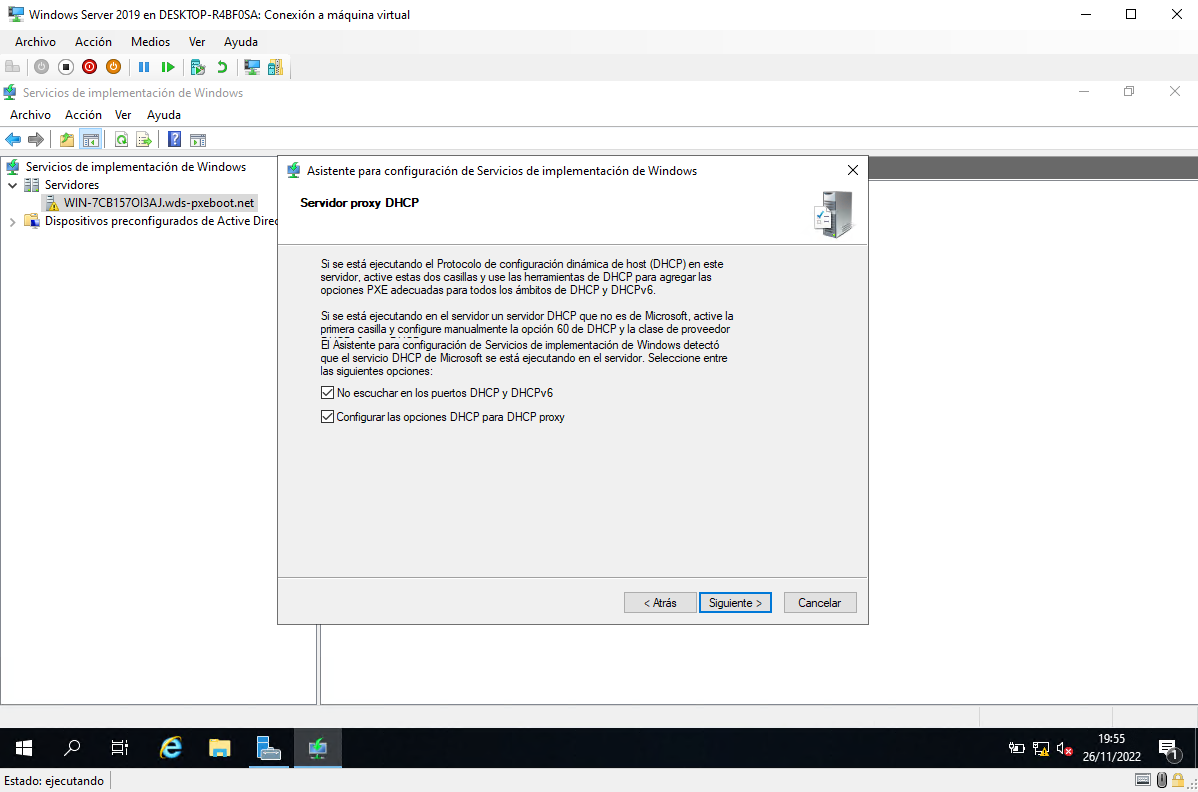 Windows Server 2019 en DESKTOP-R4BF0SA: Conexión a máquina virtual
Archivo Acción Medios Ver Ayuda
Servicios de implementación de Windows
Archivo Acción Ver Ayuda
Servicios de implementación de Windows
Servidores
WIN-7CB157OI3AJ.wds-pxeboot.net
Dispositivos preconfigurados de Active Direc
Asistente para configuración de Servicios de implementación de Windows
Servidor proxy DHCP
Si se está ejecutando el Protocolo de configuración dinámica de host (DHCP) en este
servidor, active estas dos casillas y use las herramientas de DHCP para agregar las
opciones PXE adecuadas para todos los ámbitos de DHCP y DHCPv6.
Si se está ejecutando en el servidor un servidor DHCP que no es de Microsoft, active la
primera casilla y configure manualmente la opción 60 de DHCP y la clase de proveedor
El Asistente para configuración de Servicios de implementación de Windows detectó
que el servicio DHCP de Microsoft se está ejecutando en el servidor. Seleccione entre
las siguientes opciones:
No escuchar en los puertos DHCP y DHCPv6
Configurar las opciones DHCP para DHCP proxy
< Atrás Siguiente > Cancelar
19:55
26/11/2022
1
Estado: ejecutando